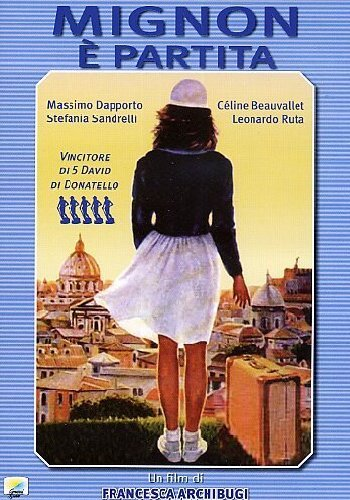 MIGNON
È PARTITA
Massimo Dapporto
Stefania Sandrelli
Céline Beauvallet
Leonardo Ruta
VINCITORE
DI 5 DAVID
DI DONATELLO
Un film di
FRANCESCA ARCHIBUGI